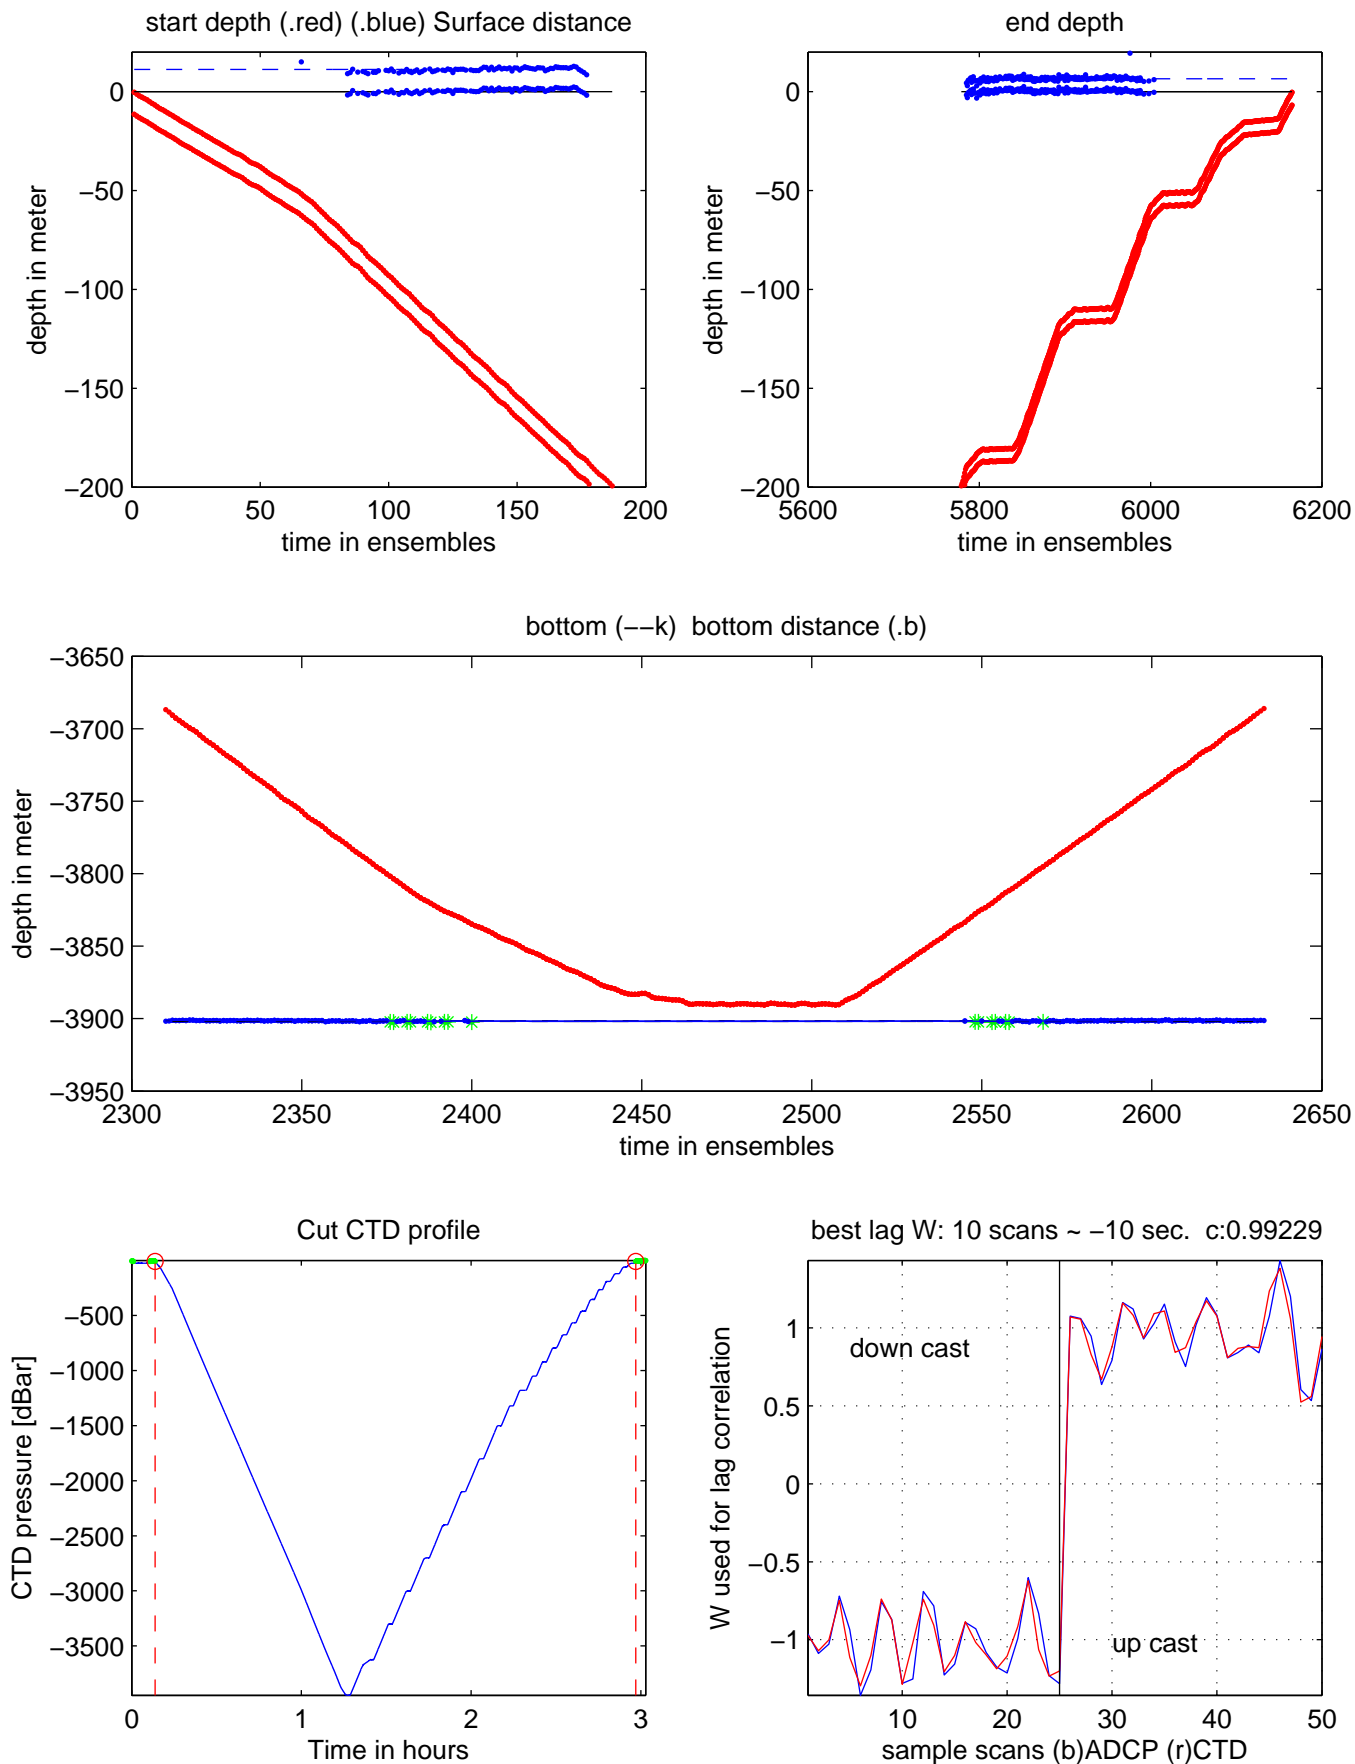 start depth (.red) (.blue) Surface distance
0
−50
−100
−150
−200
depth in meter
0 50 100 150 200
time in ensembles
end depth
0
−50
−100
−150
−200
depth in meter
5600 5800 6000 6200
time in ensembles
bottom (−−k)  bottom distance (.b)
−3650
−3700
−3750
−3800
−3850
−3900
−3950
depth in meter
2300 2350 2400 2450 2500 2550 2600 2650
time in ensembles
Cut CTD profile
−500
−1000
−1500
−2000
−2500
−3000
−3500
CTD pressure [dBar]
0 1 2 3
Time in hours
best lag W: 10 scans ~ −10 sec.  c:0.99229
1
0.5
0
−0.5
−1
W used for lag correlation
down cast
up cast
10 20 30 40 50
sample scans (b)ADCP (r)CTD